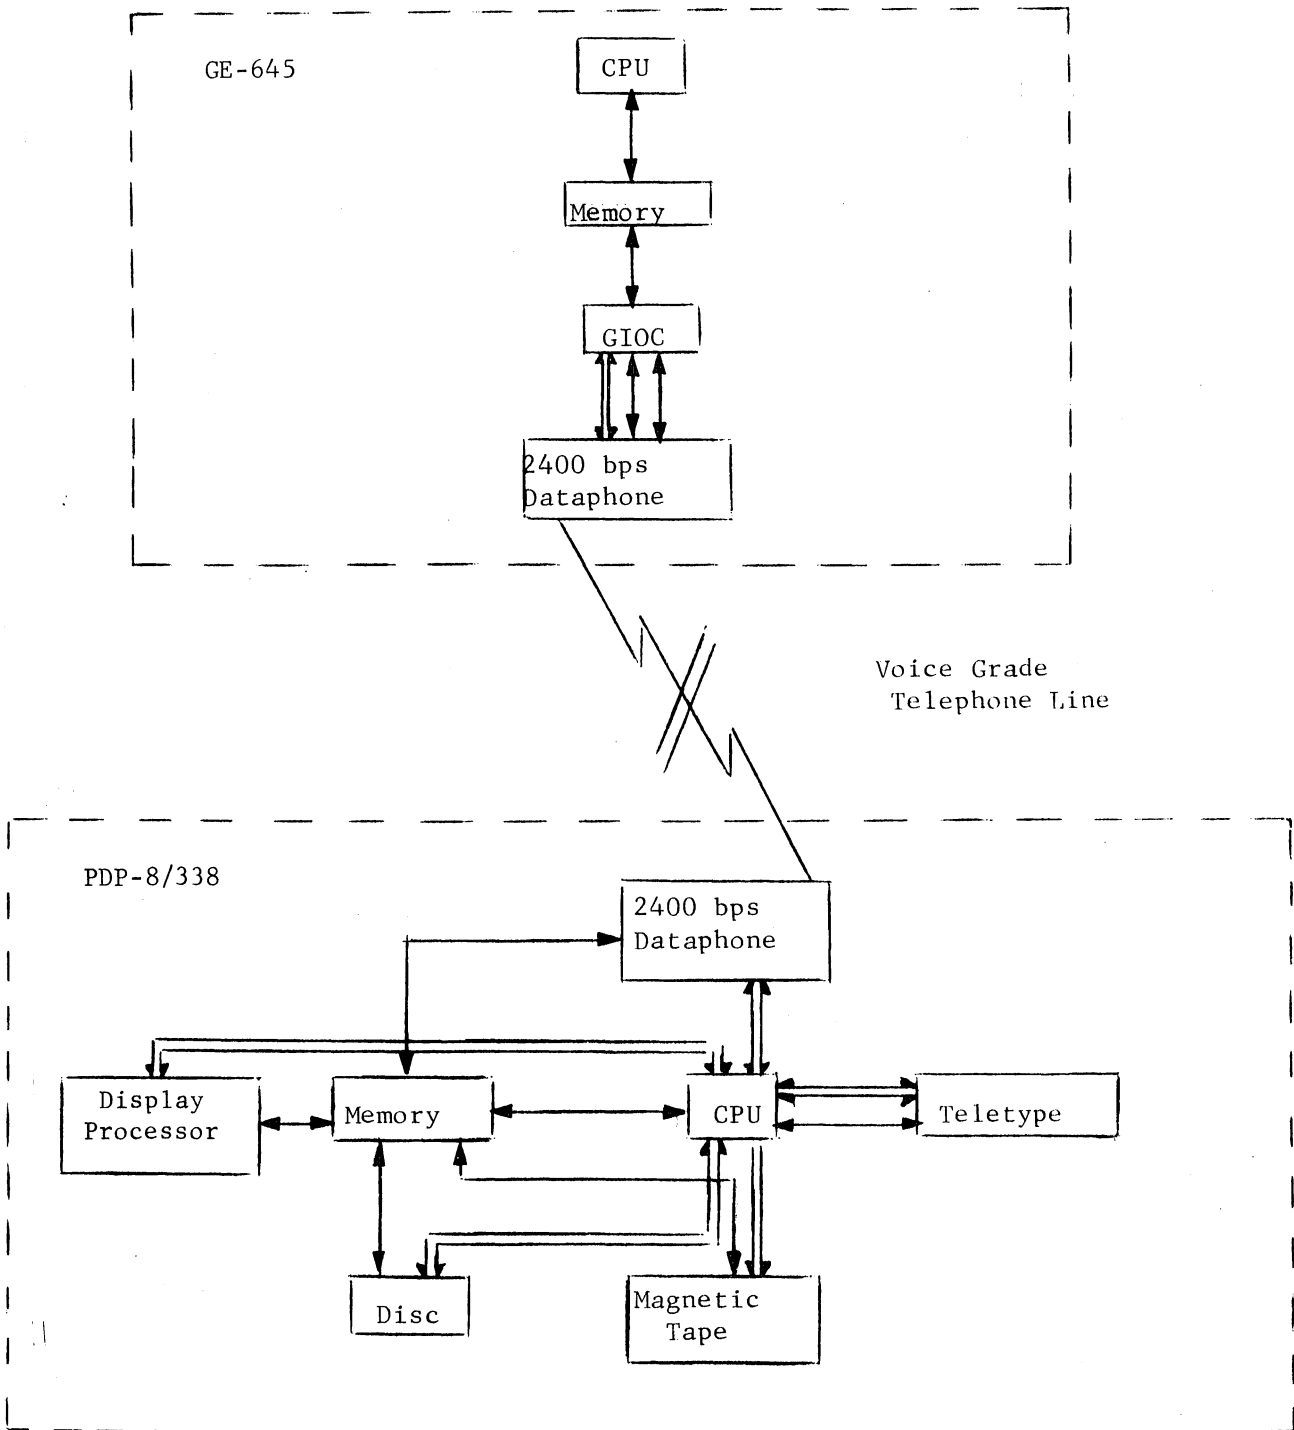 GE-645
CPU
Memory
GIOC
2400 bps
Dataphone
Voice Grade
Telephone Line
PDP-8/338
2400 bps
Dataphone
Display
Processor
Memory
CPU
Teletype
Disc
Magnetic
Tape